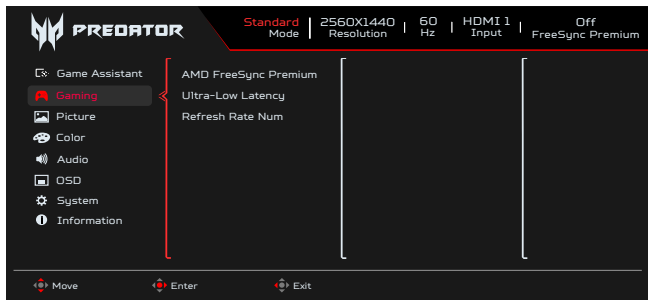 PREDATOR
Standard 2560X1440 60 HDMI 1 Off
Mode Resolution Hz Input FreeSync Premium
Game Assistant AMD FreeSync Premium
Gaming Ultra-Low Latency
Picture Refresh Rate Num
Color
Audio
OSD
System
Information
Move Enter Exit